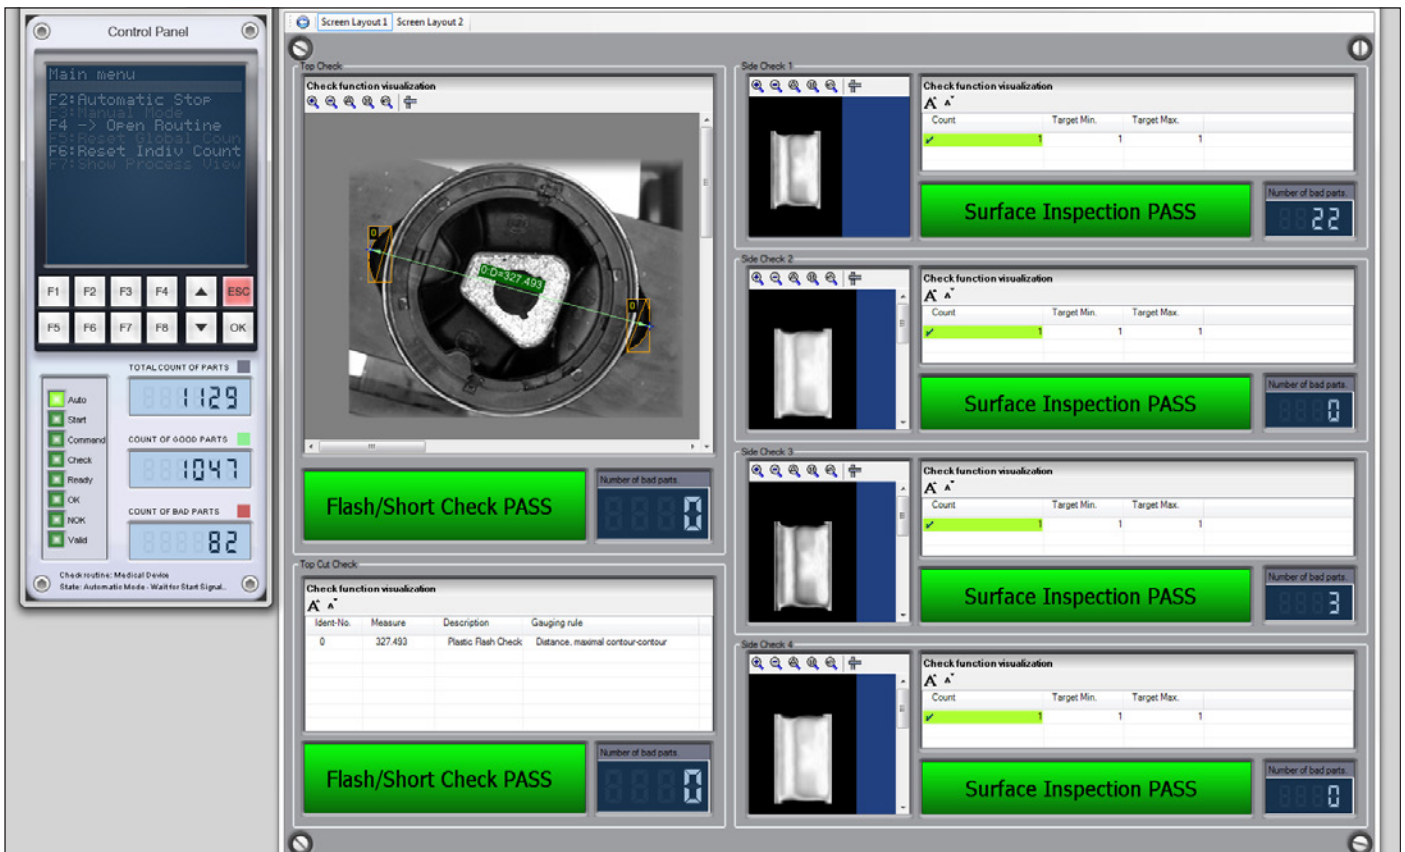 Control Panel
Main menu
F2:Automatic Stop
F3:Manual Mode
F4 -> Open Routine
F5:Reset Global Coun
F6:Reset Indiv Count
F7:Show Process View
F1 F2 F3 F4 ▲ ESC
F5 F6 F7 F8 ▼ OK
TOTAL COUNT OF PARTS
1129
COUNT OF GOOD PARTS
1047
COUNT OF BAD PARTS
82
Auto
Start
Command
Check
Ready
OK
NOK
Valid
Check routine: Medical Device
State: Automatic Mode - Wait for Start Signal..
Screen Layout 1 Screen Layout 2
Top Check
Check function visualization
0
0:D=327.493
0
Flash/Short Check PASS
Number of bad parts.
0
Top Cut Check
Check function visualization
A A
Ident-No. Measure Description Gauging rule
0 327.493 Plastic Flash Check Distance, maximal contour-contour
Flash/Short Check PASS
Number of bad parts.
0
Side Check 1
Check function visualization
A A
Count Target Min. Target Max.
1 1 1
Surface Inspection PASS
Number of bad parts.
22
Side Check 2
Check function visualization
A A
Count Target Min. Target Max.
1 1 1
Surface Inspection PASS
Number of bad parts.
0
Side Check 3
Check function visualization
A A
Count Target Min. Target Max.
1 1 1
Surface Inspection PASS
Number of bad parts.
3
Side Check 4
Check function visualization
A A
Count Target Min. Target Max.
1 1 1
Surface Inspection PASS
Number of bad parts.
0